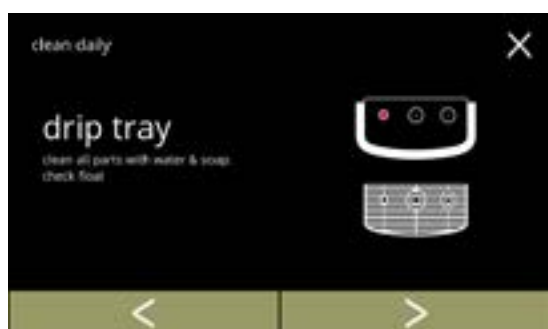 clean daily
drip tray
clean all parts with water & soap.
check float